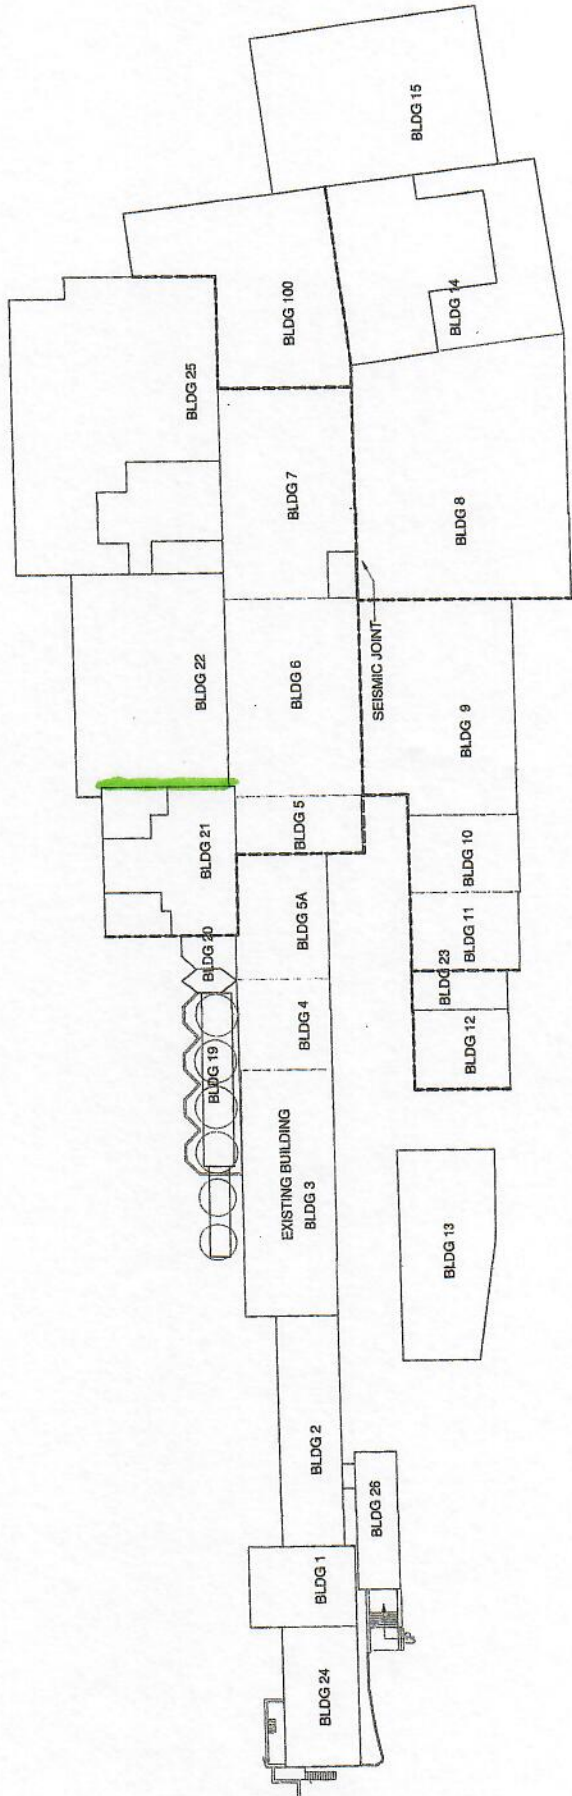 BLDG 15
BLDG 100
BLDG 14
BLDG 25
BLDG 7
BLDG 8
SEISMIC JOINT
BLDG 22
BLDG 6
BLDG 9
BLDG 21
BLDG 5
BLDG 10
BLDG 20
BLDG 5A
BLDG 11
BLDG 23
BLDG 19
BLDG 4
BLDG 12
EXISTING BUILDING
BLDG 3
BLDG 13
BLDG 2
BLDG 26
BLDG 1
UP
BLDG 24